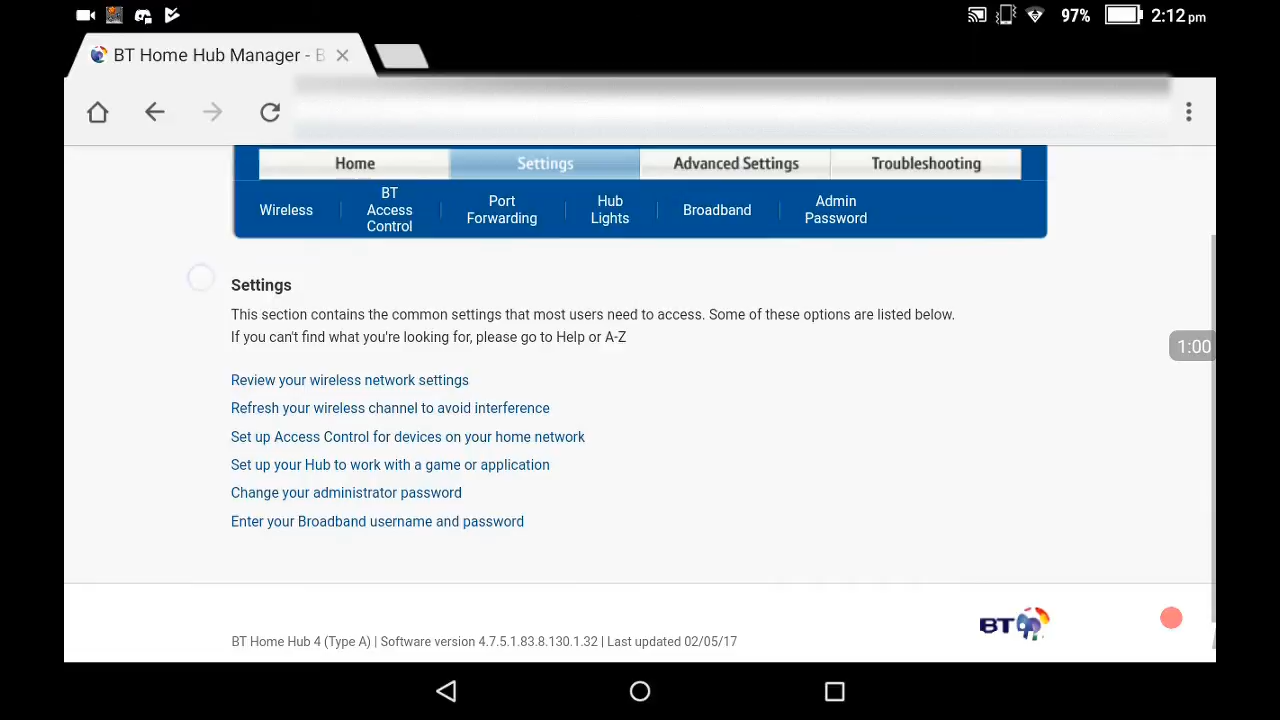 97% 2:12 pm
BT Home Hub Manager - B
Home Settings Advanced Settings Troubleshooting
Wireless
BT
Access
Control
Port
Forwarding
Hub
Lights
Broadband
Admin
Password
Settings
This section contains the common settings that most users need to access. Some of these options are listed below.
If you can't find what you're looking for, please go to Help or A-Z
1:00
Review your wireless network settings
Refresh your wireless channel to avoid interference
Set up Access Control for devices on your home network
Set up your Hub to work with a game or application
Change your administrator password
Enter your Broadband username and password
BT
BT Home Hub 4 (Type A) | Software version 4.7.5.1.83.8.130.1.32 | Last updated 02/05/17